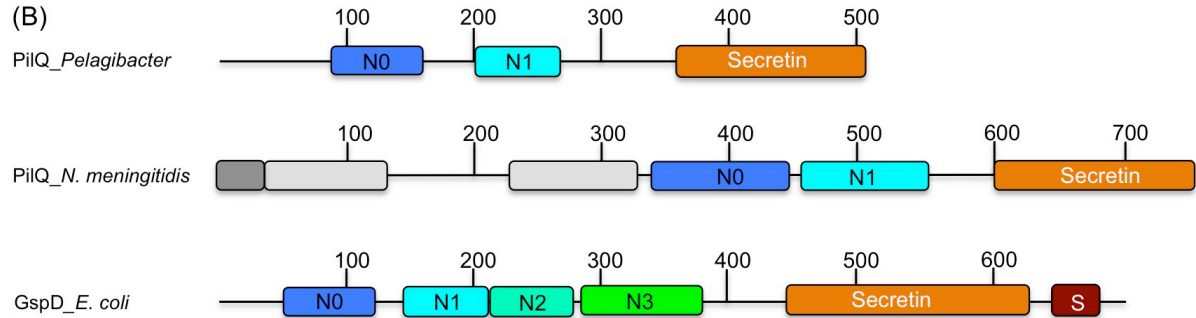 (B)
100 200 300 400 500
PilQ_Pelagibacter N0 N1 Secretin
100 200 300 400 500 600 700
PilQ_N. meningitidis N0 N1 Secretin
100 200 300 400 500 600
GspD_E. coli N0 N1 N2 N3 Secretin S